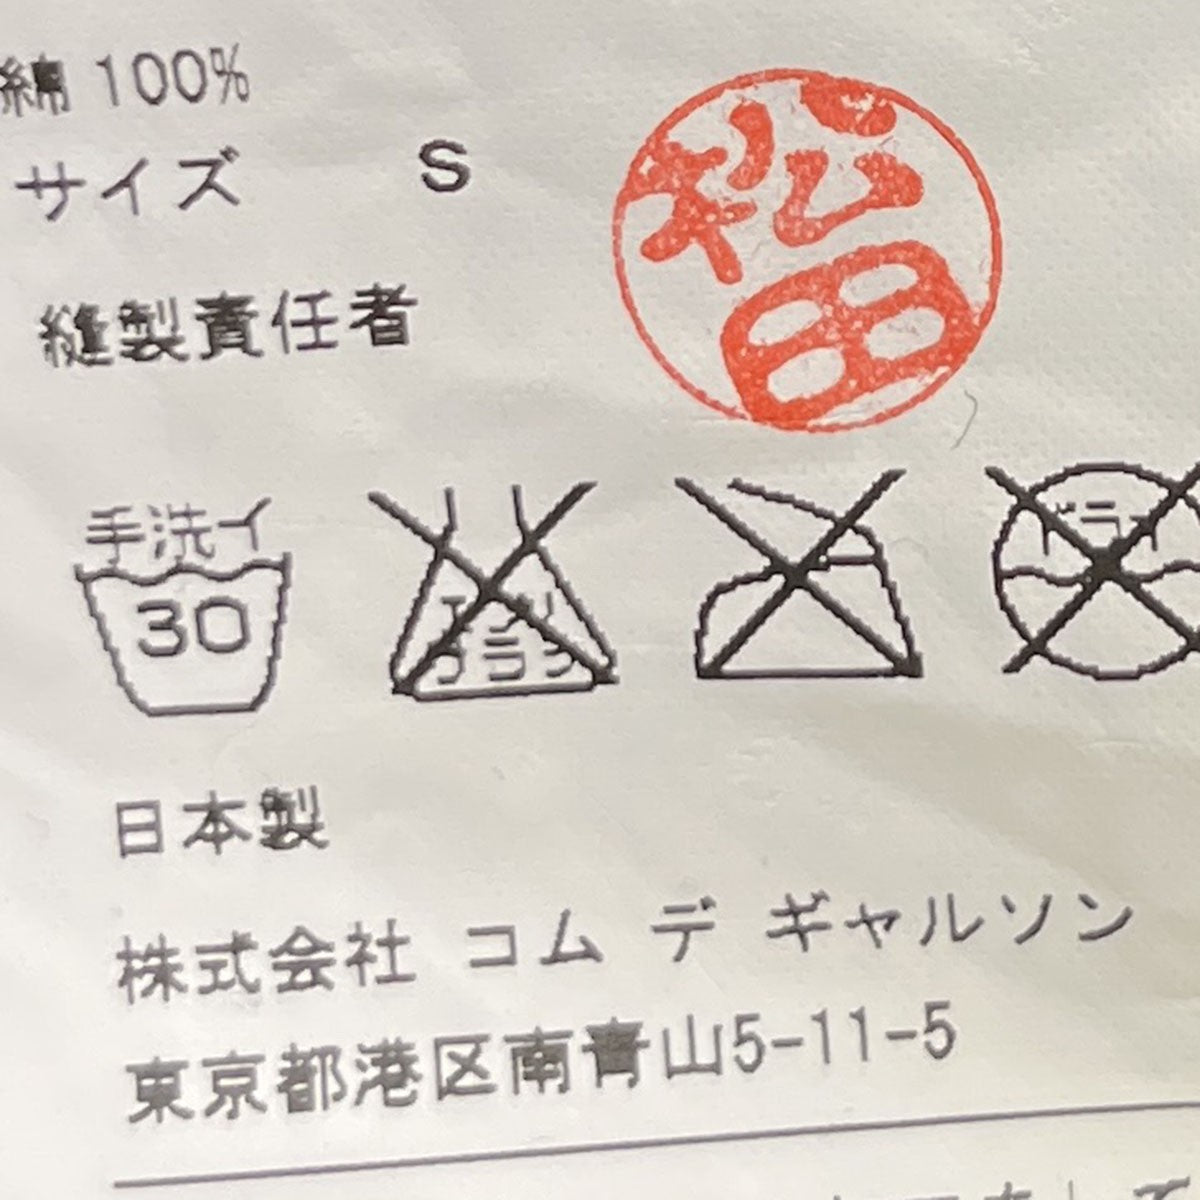 綿 100%
サイズ S
松田
縫製責任者
手洗イ
30
エンソ
サラシ
ドライ
日本製
株式会社 コム デ ギャルソン
東京都港区南青山5-11-5